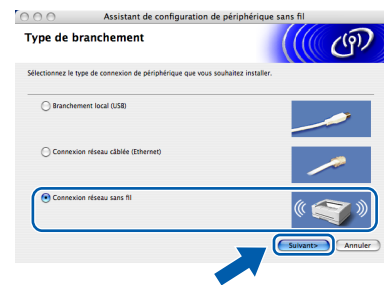 Assistant de configuration de périphérique sans fil
Type de branchement
Sélectionnez le type de connexion de périphérique que vous souhaitez installer.
Branchement local (USB)
Connexion réseau câblée (Ethernet)
Connexion réseau sans fil
Suivant>
Annuler